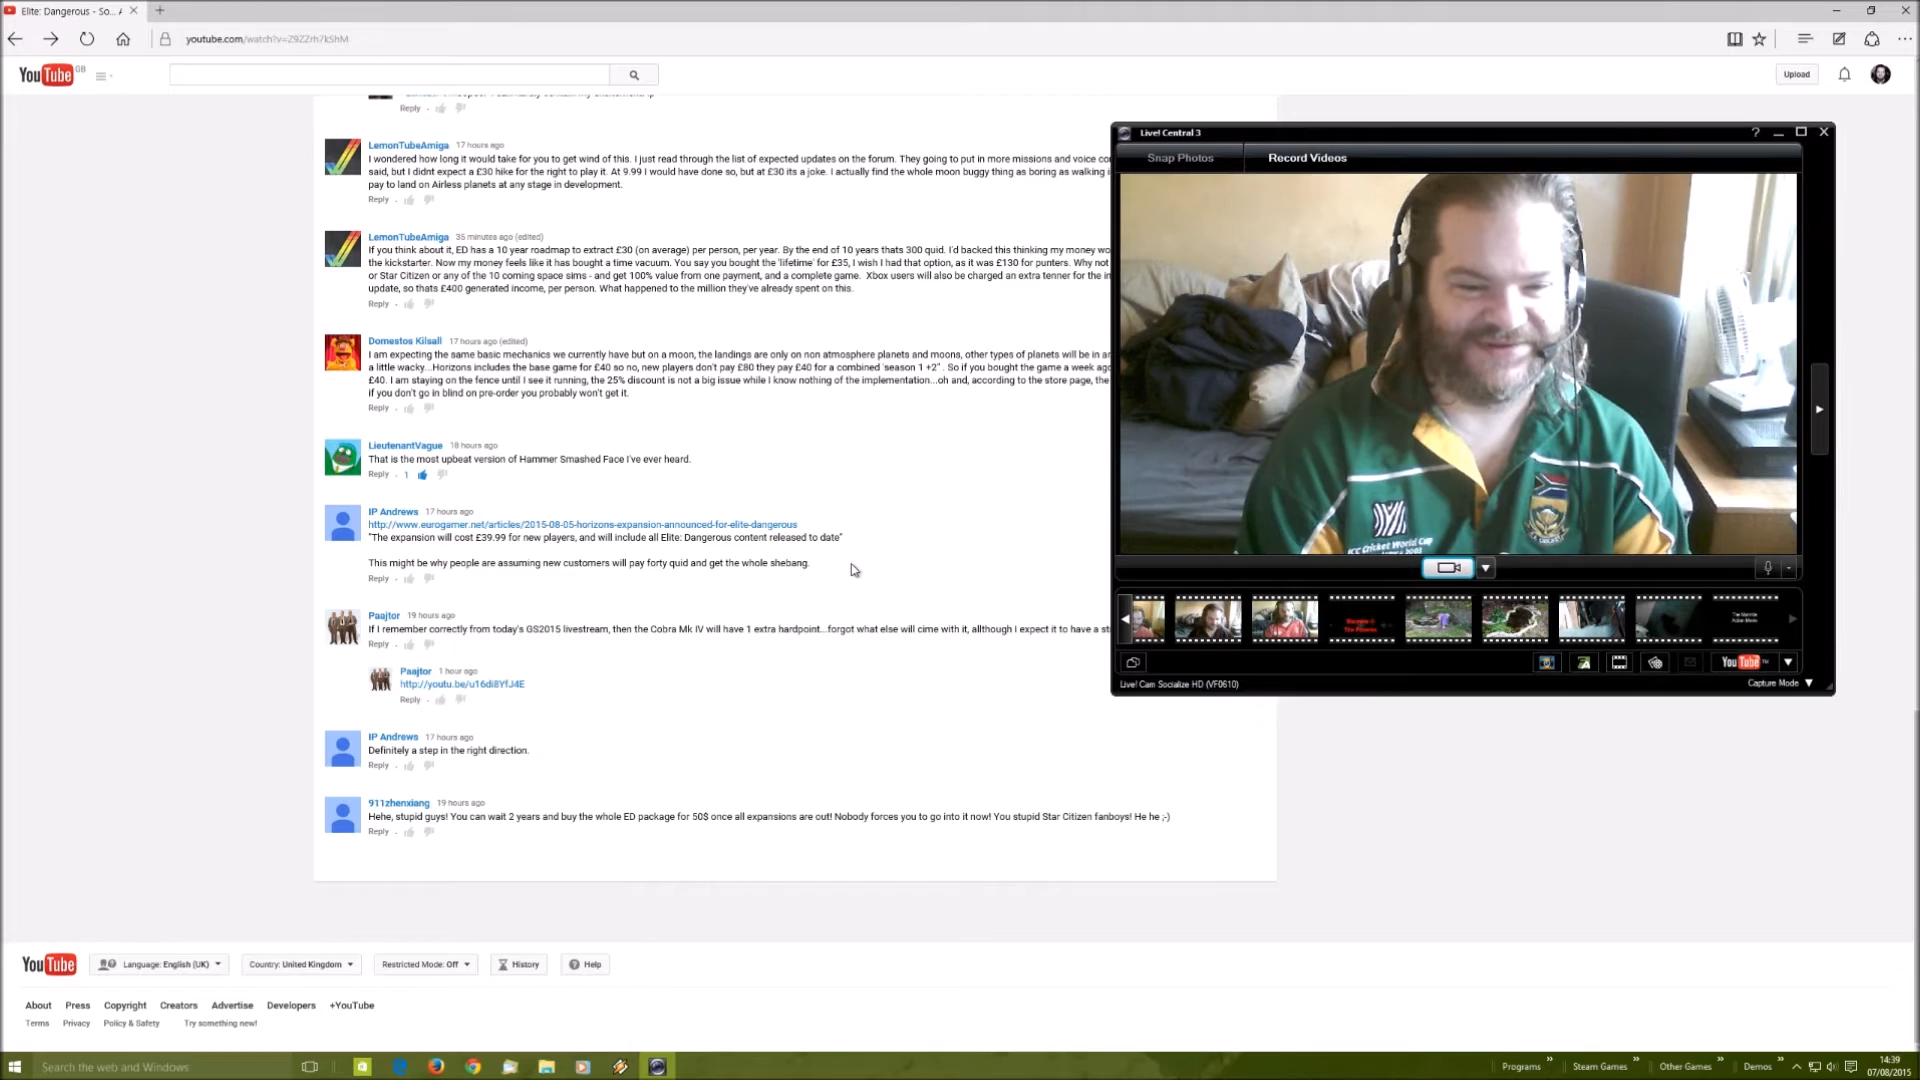 Elite: Dangerous - So...
youtube.com/watch?v=Z9ZZrh7kShM
YouTube GB
Upload
Reply
LemonTubeAmiga 17 hours ago
I wondered how long it would take for you to get wind of this. I just read through the list of expected updates on the forum. They going to put in more missions and voice
said, but I didnt expect a £30 hike for the right to play it. At 9.99 I would have done so, but at £30 its a joke. I actually find the whole moon buggy thing as boring as walking
pay to land on Airless planets at any stage in development.
Reply
LemonTubeAmiga 35 minutes ago (edited)
If you think about it, ED has a 10 year roadmap to extract £30 (on average) per person, per year. By the end of 10 years thats 300 quid. I'd backed this thinking my money
the kickstarter. Now my money feels like it has bought a time vacuum. You say you bought the 'lifetime' for £35, I wish I had that option, as it was £130 for punters. Why not
or Star Citizen or any of the 10 coming space sims - and get 100% value from one payment, and a complete game. Xbox users will also be charged an extra tenner for the
update, so thats £400 generated income, per person. What happened to the million they've already spent on this.
Reply
Domestos Kilsall 17 hours ago (edited)
I am expecting the same basic mechanics we currently have but on a moon, the landings are only on non atmosphere planets and moons, other types of planets will be in
a little wacky...Horizons includes the base game for £40 so no, new players don't pay £80 they pay £40 for a combined 'season 1 +2" . So if you bought the game a week
£40. I am staying on the fence until I see it running, the 25% discount is not a big issue while I know nothing of the implementation...oh and, according to the store page, the
if you don't go in blind on pre-order you probably won't get it.
Reply
LieutenantVague 18 hours ago
That is the most upbeat version of Hammer Smashed Face I've ever heard.
Reply 1
IP Andrews 17 hours ago
http://www.eurogamer.net/articles/2015-08-05-horizons-expansion-announced-for-elite-dangerous
"The expansion will cost £39.99 for new players, and will include all Elite: Dangerous content released to date"
This might be why people are assuming new customers will pay forty quid and get the whole shebang.
Reply
Paajtor 19 hours ago
If I remember correctly from today's GS2015 livestream, then the Cobra Mk IV will have 1 extra hardpoint...forgot what else will cime with it, allthough I expect it to have a
Reply
Paajtor 1 hour ago
http://youtu.be/u16di8YfJ4E
Reply
IP Andrews 17 hours ago
Definitely a step in the right direction.
Reply
911zhenxiang 19 hours ago
Hehe, stupid guys! You can wait 2 years and buy the whole ED package for 50$ once all expansions are out! Nobody forces you to go into it now! You stupid Star Citizen fanboys! He he ;-)
Reply
Live! Central 3
Snap Photos Record Videos
ICC Cricket World Cup
YouTube
Live! Cam Socialize HD (VF0610) Capture Mode
YouTube Language: English (UK) Country: United Kingdom Restricted Mode: Off History Help
About Press Copyright Creators Advertise Developers +YouTube
Terms Privacy Policy & Safety Try something new!
Search the web and Windows
Programs Steam Games Other Games Demos
14:39
07/08/2015